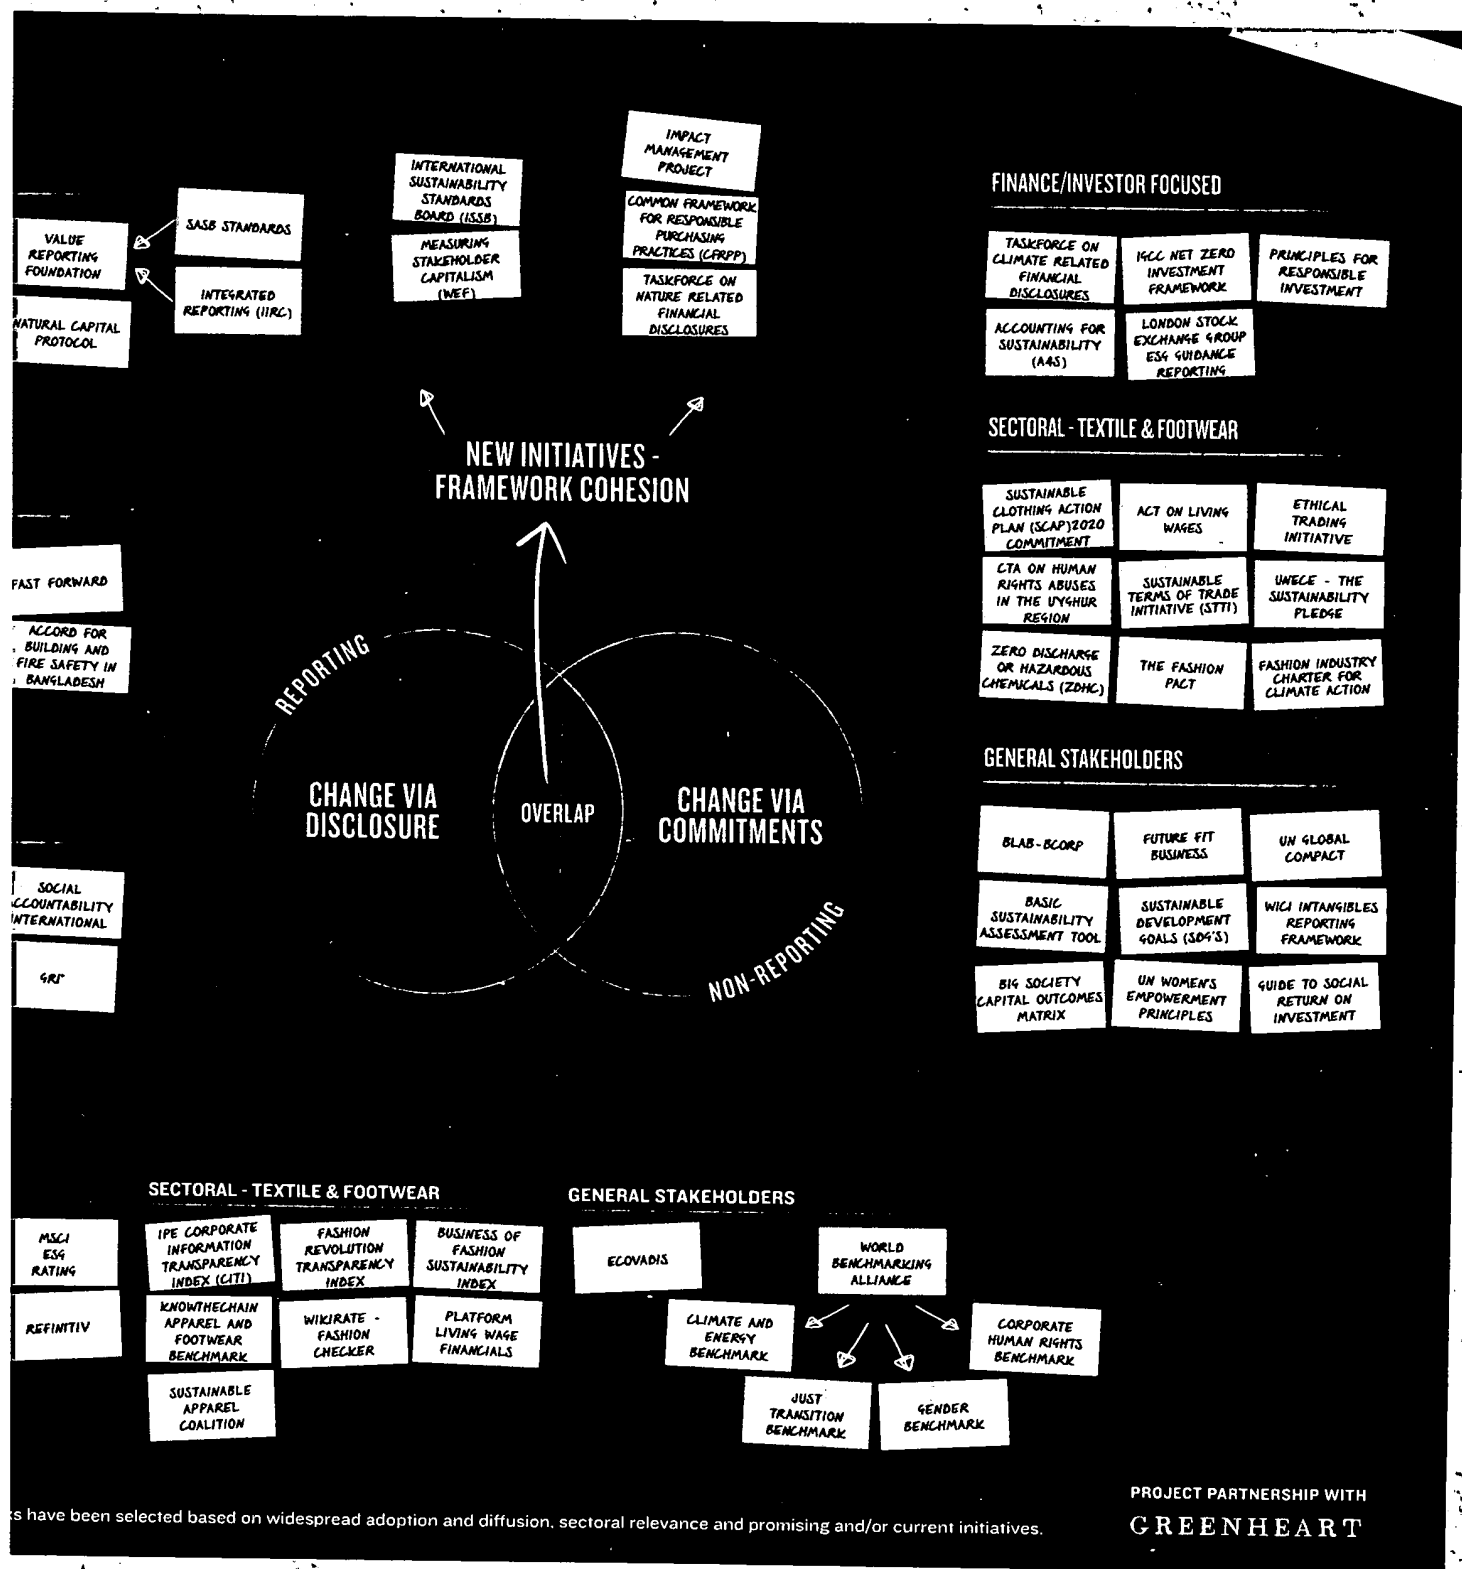 IMPACT
MANAGEMENT
PROJECT
INTERNATIONAL
SUSTAINABILITY
STANDARDS
BOARD (ISSB)
COMMON FRAMEWORK
FOR RESPONSIBLE
PURCHASING
PRACTICES (CFRPP)
MEASURING
STAKEHOLDER
CAPITALISM
(WEF)
TASKFORCE ON
NATURE RELATED
FINANCIAL
DISCLOSURES
VALUE
REPORTING
FOUNDATION
SASB STANDARDS
INTEGRATED
REPORTING (IIRC)
NATURAL CAPITAL
PROTOCOL
FINANCE/INVESTOR FOCUSED
TASKFORCE ON
CLIMATE RELATED
FINANCIAL
DISCLOSURES
IGCC NET ZERO
INVESTMENT
FRAMEWORK
PRINCIPLES FOR
RESPONSIBLE
INVESTMENT
ACCOUNTING FOR
SUSTAINABILITY
(A4S)
LONDON STOCK
EXCHANGE GROUP
ESG GUIDANCE
REPORTING
NEW INITIATIVES -
FRAMEWORK COHESION
SECTORAL - TEXTILE & FOOTWEAR
SUSTAINABLE
CLOTHING ACTION
PLAN (SCAP)2020
COMMITMENT
ACT ON LIVING
WAGES
ETHICAL
TRADING
INITIATIVE
CTA ON HUMAN
RIGHTS ABUSES
IN THE UYGHUR
REGION
SUSTAINABLE
TERMS OF TRADE
INITIATIVE (STTI)
UNECE - THE
SUSTAINABILITY
PLEDGE
ZERO DISCHARGE
OR HAZARDOUS
CHEMICALS (ZDHC)
THE FASHION
PACT
FASHION INDUSTRY
CHARTER FOR
CLIMATE ACTION
FAST FORWARD
ACCORD FOR
BUILDING AND
FIRE SAFETY IN
BANGLADESH
REPORTING
CHANGE VIA
DISCLOSURE
OVERLAP
CHANGE VIA
COMMITMENTS
NON-REPORTING
GENERAL STAKEHOLDERS
BLAB-BCORP
FUTURE FIT
BUSINESS
UN GLOBAL
COMPACT
BASIC
SUSTAINABILITY
ASSESSMENT TOOL
SUSTAINABLE
DEVELOPMENT
GOALS (SDG'S)
WICI INTANGIBLES
REPORTING
FRAMEWORK
BIG SOCIETY
CAPITAL OUTCOMES
MATRIX
UN WOMEN'S
EMPOWERMENT
PRINCIPLES
GUIDE TO SOCIAL
RETURN ON
INVESTMENT
SOCIAL
CCOUNTABILITY
INTERNATIONAL
GRI
SECTORAL - TEXTILE & FOOTWEAR
MSCI
ESG
RATING
IPE CORPORATE
INFORMATION
TRANSPARENCY
INDEX (CITI)
FASHION
REVOLUTION
TRANSPARENCY
INDEX
BUSINESS OF
FASHION
SUSTAINABILITY
INDEX
REFINITIV
KNOWTHECHAIN
APPAREL AND
FOOTWEAR
BENCHMARK
WIKIRATE -
FASHION
CHECKER
PLATFORM
LIVING WAGE
FINANCIALS
SUSTAINABLE
APPAREL
COALITION
GENERAL STAKEHOLDERS
ECOVADIS
WORLD
BENCHMARKING
ALLIANCE
CLIMATE AND
ENERGY
BENCHMARK
CORPORATE
HUMAN RIGHTS
BENCHMARK
JUST
TRANSITION
BENCHMARK
GENDER
BENCHMARK
ks have been selected based on widespread adoption and diffusion, sectoral relevance and promising and/or current initiatives.
PROJECT PARTNERSHIP WITH
GREENHEART